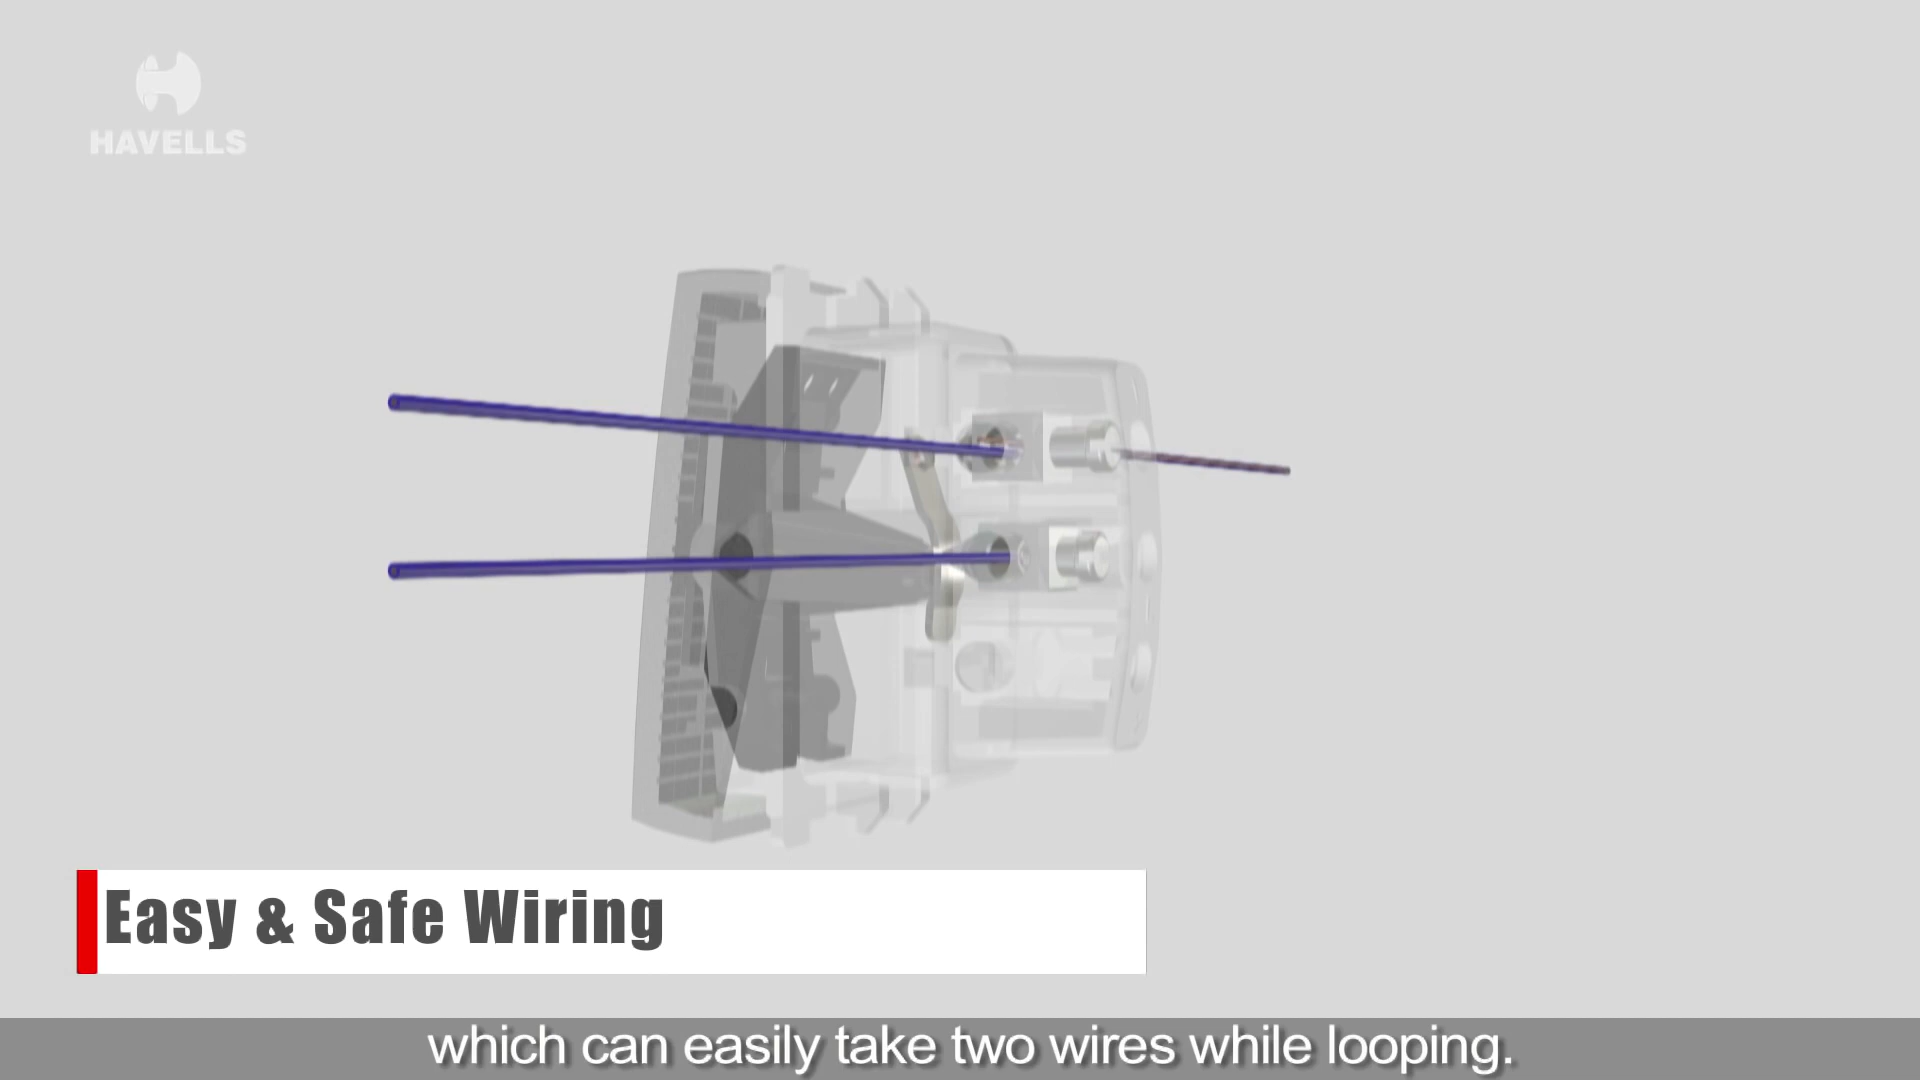 HAVELLS
Easy & Safe Wiring
which can easily take two wires while looping.